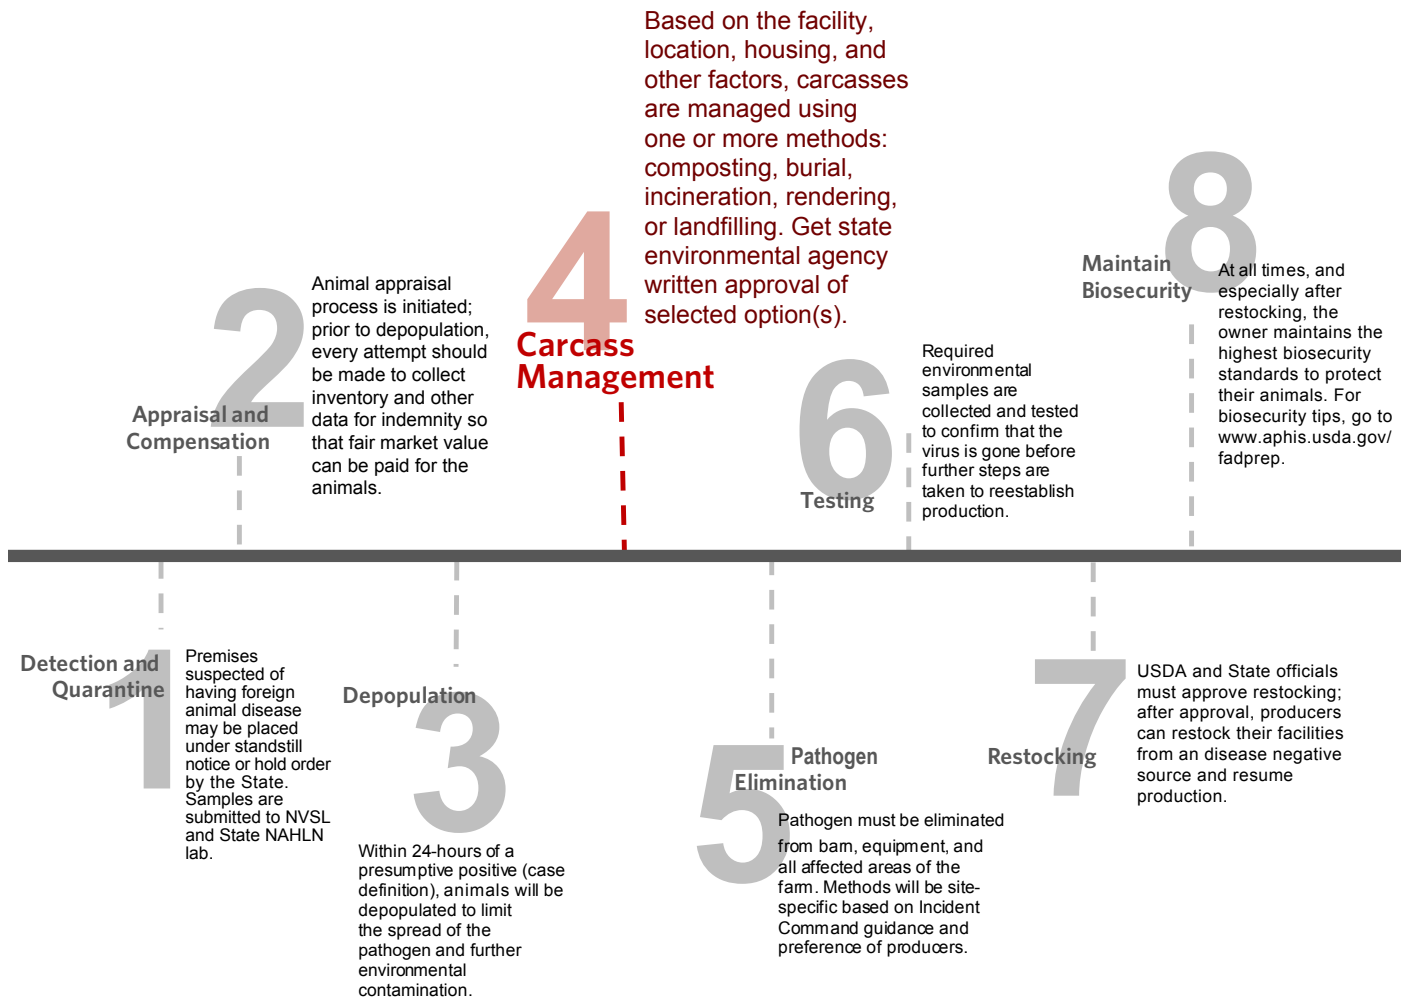 1
Detection and
Quarantine
Premises
suspected of
having foreign
animal disease
may be placed
under standstill
notice or hold order
by the State.
Samples are
submitted to NVSL
and State NAHLN
lab.
2
Appraisal and
Compensation
Animal appraisal
process is initiated;
prior to depopulation,
every attempt should
be made to collect
inventory and other
data for indemnity so
that fair market value
can be paid for the
animals.
3
Depopulation
Within 24-hours of a
presumptive positive (case
definition), animals will be
depopulated to limit
the spread of the
pathogen and further
environmental
contamination.
4
Carcass
Management
Based on the facility,
location, housing, and
other factors, carcasses
are managed using
one or more methods:
composting, burial,
incineration, rendering,
or landfilling. Get state
environmental agency
written approval of
selected option(s).
5
Pathogen
Elimination
Pathogen must be eliminated
from barn, equipment, and
all affected areas of the
farm. Methods will be site-
specific based on Incident
Command guidance and
preference of producers.
6
Testing
Required
environmental
samples are
collected and tested
to confirm that the
virus is gone before
further steps are
taken to reestablish
production.
7
Restocking
USDA and State officials
must approve restocking;
after approval, producers
can restock their facilities
from an disease negative
source and resume
production.
8
Maintain
Biosecurity
At all times, and
especially after
restocking, the
owner maintains the
highest biosecurity
standards to protect
their animals. For
biosecurity tips, go to
www.aphis.usda.gov/
fadprep.